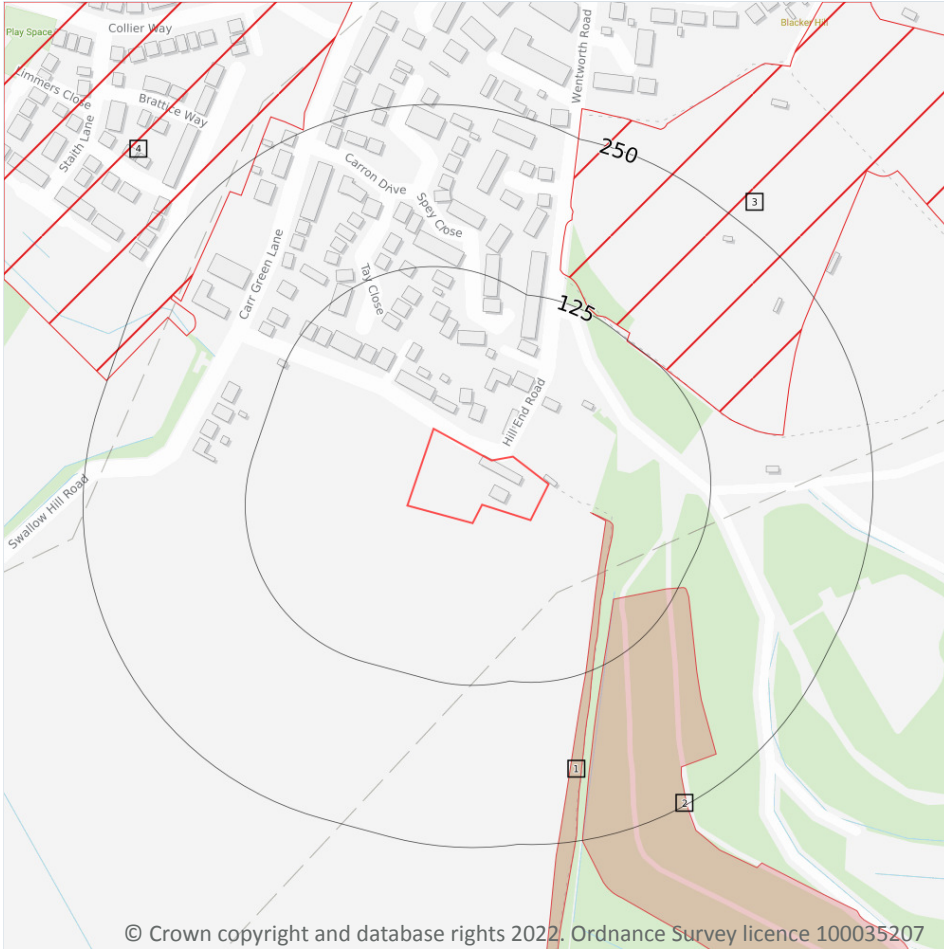 Collier Way
Play Space
Blacker Hill
Wentworth Road
Limmers Close
Brattice Way
Staith Lane
4
250
Carron Drive
Spey Close
3
Carr Green Lane
Tay Close
125
Hill End Road
Swallow Hill Road
1
2
© Crown copyright and database rights 2022. Ordnance Survey licence 100035207